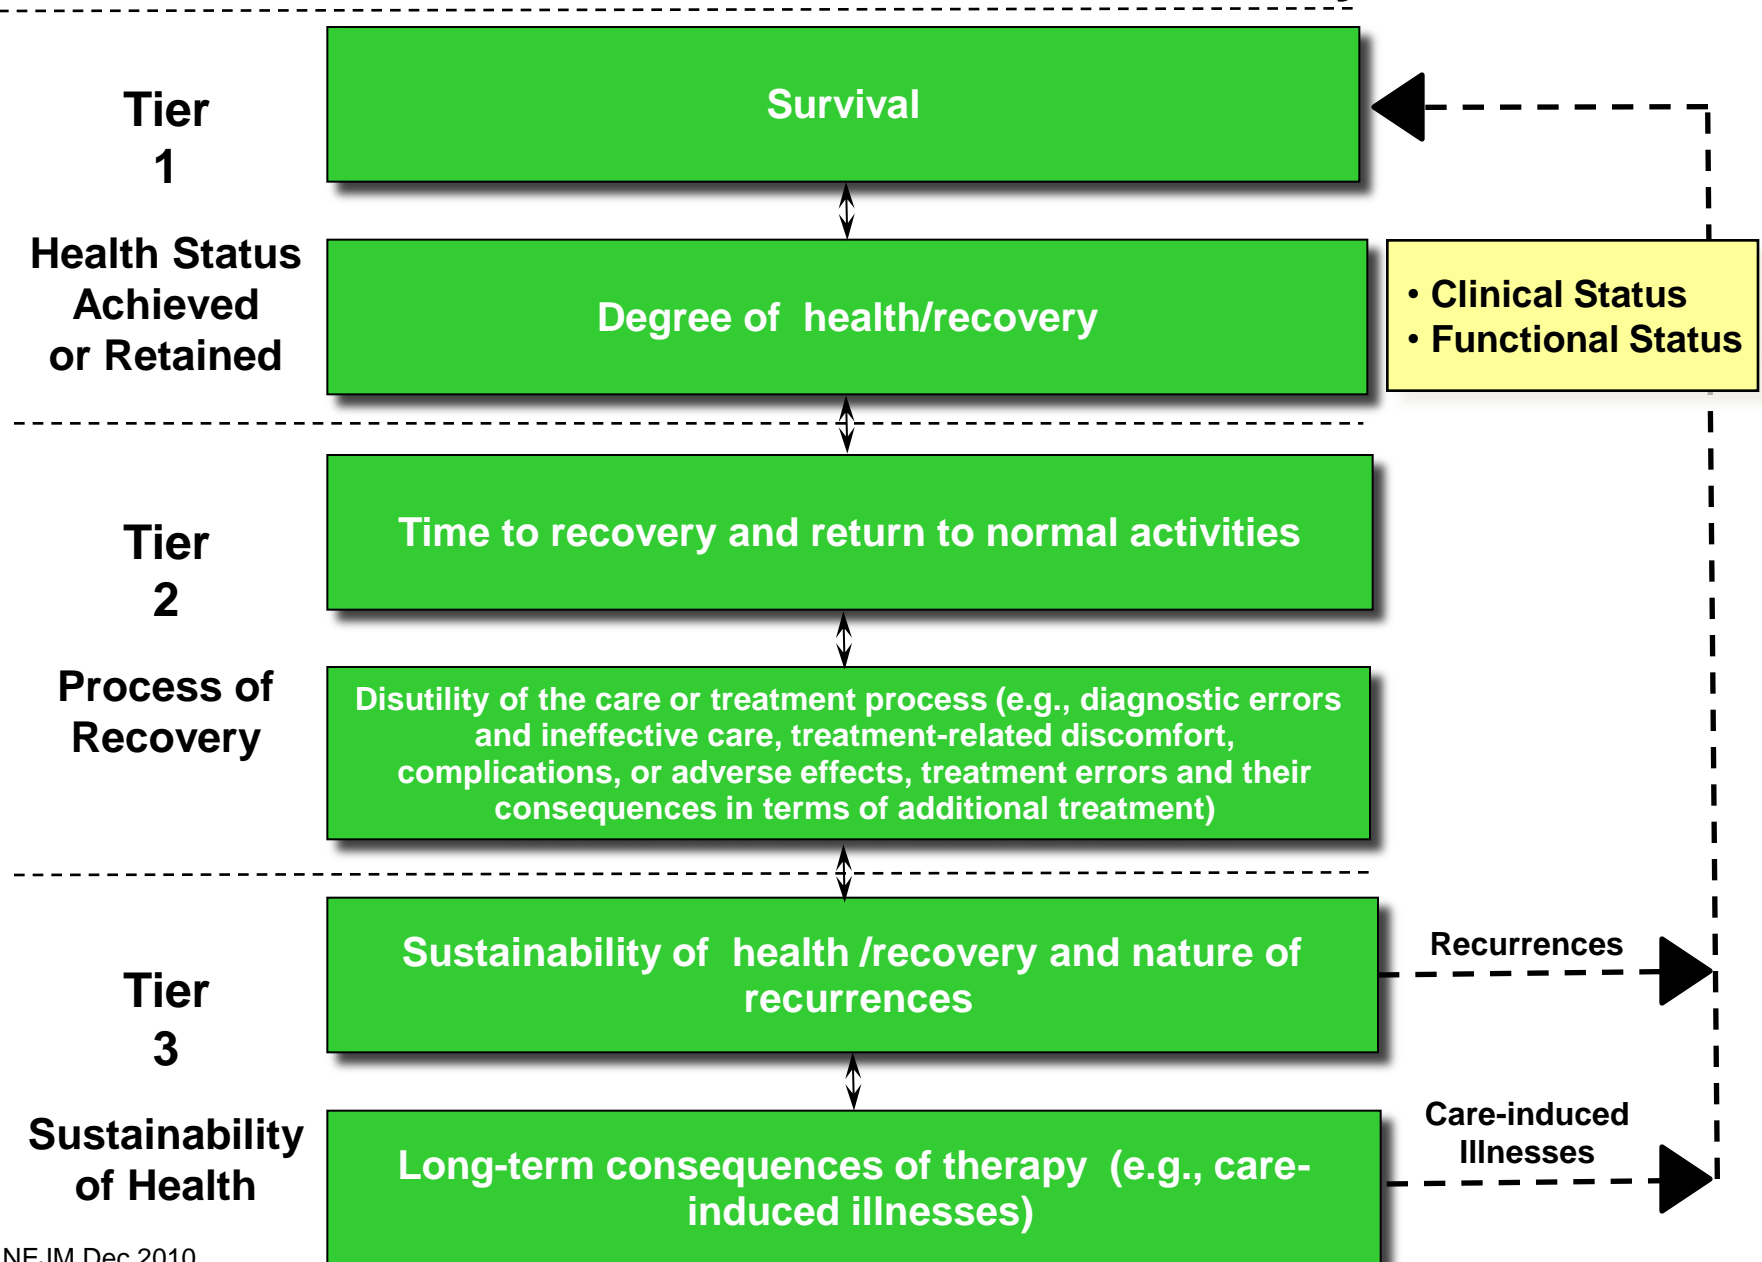 Tier
1
Health Status
Achieved
or Retained
Survival
Degree of health/recovery
• Clinical Status
• Functional Status
Tier
2
Process of
Recovery
Time to recovery and return to normal activities
Disutility of the care or treatment process (e.g., diagnostic errors
and ineffective care, treatment-related discomfort,
complications, or adverse effects, treatment errors and their
consequences in terms of additional treatment)
Tier
3
Sustainability
of Health
Sustainability of health /recovery and nature of
recurrences
Recurrences
Long-term consequences of therapy (e.g., care-
induced illnesses)
Care-induced
Illnesses
NEJM Dec 2010